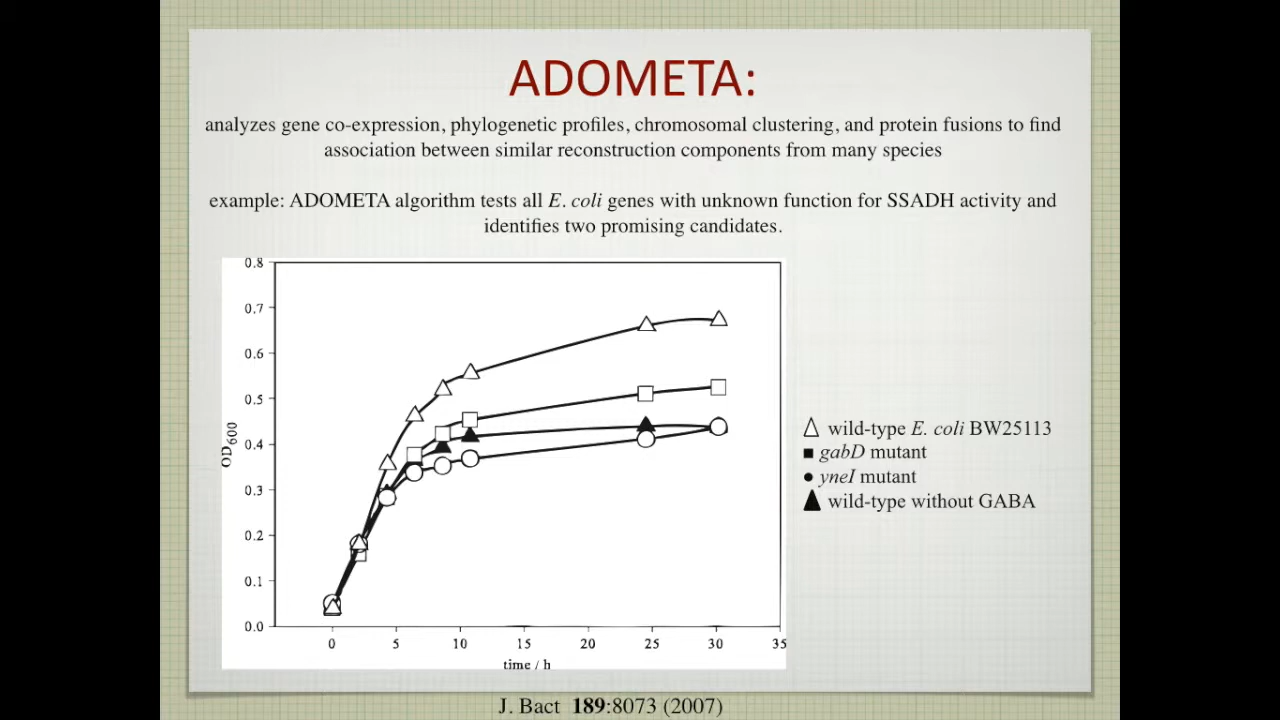 ADOMETA:
analyzes gene co-expression, phylogenetic profiles, chromosomal clustering, and protein fusions to find
association between similar reconstruction components from many species
example: ADOMETA algorithm tests all E. coli genes with unknown function for SSADH activity and
identifies two promising candidates.
0.8
0.7
0.6
0.5
0.4
0.3
0.2
0.1
0.0
OD600
0 5 10 15 20 25 30 35
time / h
wild-type E. coli BW25113
gabD mutant
yneI mutant
wild-type without GABA
J. Bact 189:8073 (2007)